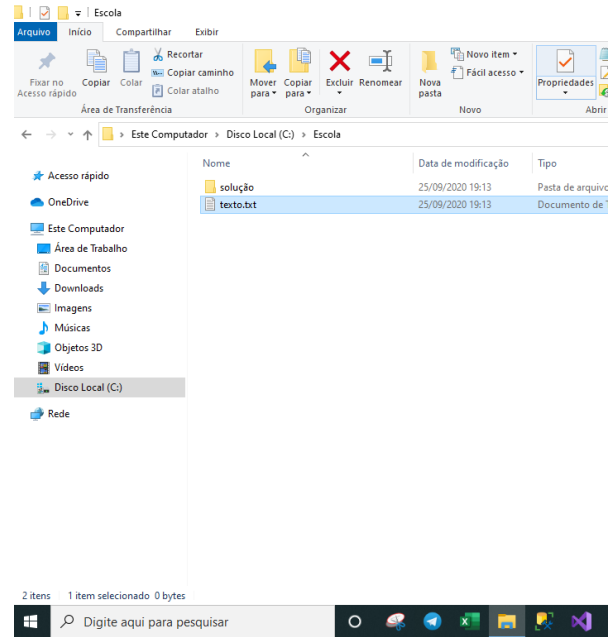 Escola
Arquivo Início Compartilhar Exibir
Fixar no Acesso rápido
Copiar
Colar
Recortar
Copiar caminho
Colar atalho
Mover para
Copiar para
Excluir
Renomear
Nova pasta
Novo item
Fácil acesso
Propriedades
Área de Transferência Organizar Novo Abrir
Este Computador > Disco Local (C:) > Escola
Nome Data de modificação Tipo
solução 25/09/2020 19:13 Pasta de arquivo
texto.txt 25/09/2020 19:13 Documento de
Acesso rápido
OneDrive
Este Computador
Área de Trabalho
Documentos
Downloads
Imagens
Músicas
Objetos 3D
Vídeos
Disco Local (C:)
Rede
2 itens 1 item selecionado 0 bytes
Digite aqui para pesquisar